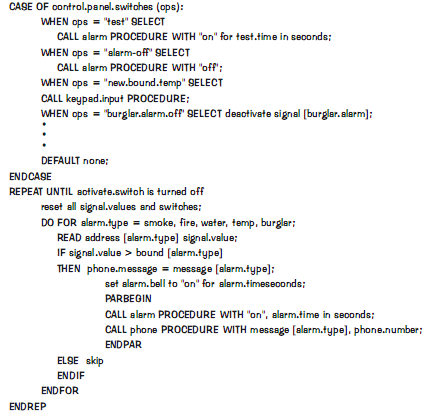 CASE OF control.panel.switches (ops):
WHEN ops = "test" SELECT
CALL alarm PROCEDURE WITH "on" for test.time in seconds;
WHEN ops = "alarm-off" SELECT
CALL alarm PROCEDURE WITH "off";
WHEN ops = "new.bound.temp" SELECT
CALL keypad.input PROCEDURE;
WHEN ops = "burglar.alarm.off" SELECT deactivate signal [burglar.alarm];
•
•
•
DEFAULT none;
ENDCASE
REPEAT UNTIL activate.switch is turned off
reset all signal.values and switches;
DO FOR alarm.type = smoke, fire, water, temp, burglar;
READ address [alarm.type] signal.value;
IF signal.value > bound [alarm.type]
THEN phone.message = message [alarm.type];
set alarm.bell to "on" for alarm.timeseconds;
PARBEGIN
CALL alarm PROCEDURE WITH "on", alarm.time in seconds;
CALL phone PROCEDURE WITH message [alarm.type], phone.number;
ENDPAR
ELSE skip
ENDIF
ENDFOR
ENDREP